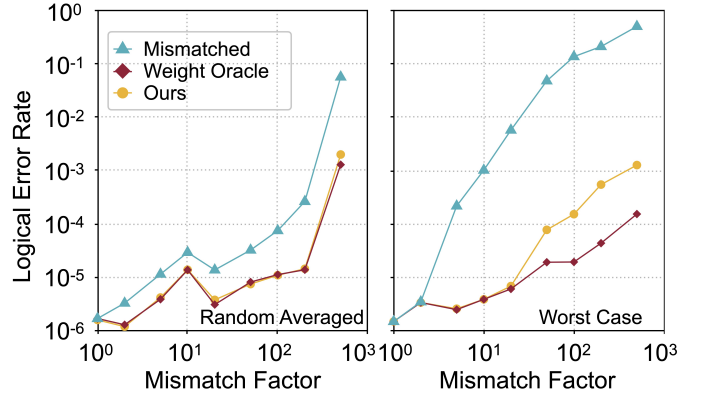 Logical Error Rate
10^0
10^-1
10^-2
10^-3
10^-4
10^-5
10^-6
Mismatched
Weight Oracle
Ours
Random Averaged
10^0 10^1 10^2 10^3
Mismatch Factor
Worst Case
10^0 10^1 10^2 10^3
Mismatch Factor